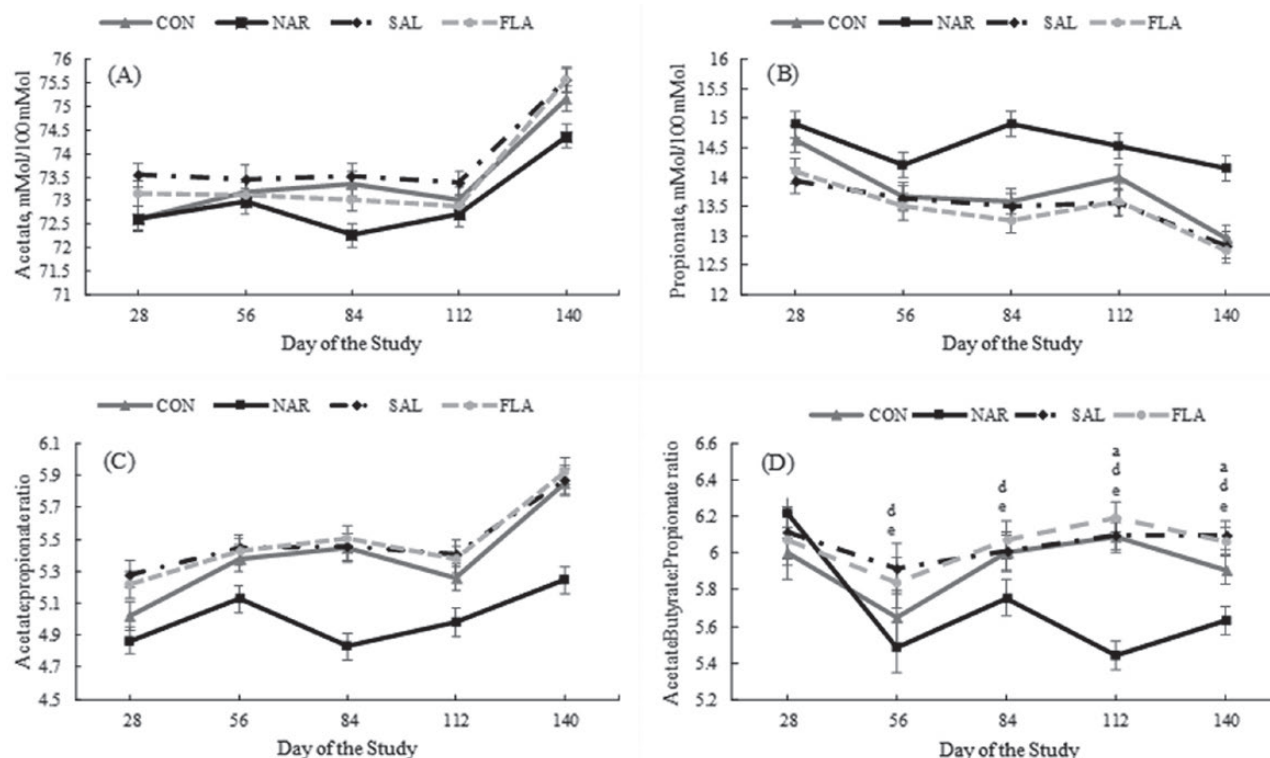 CON NAR SAL FLA
(A)
Acetate, mMol/100 mMol
76
75.5
75
74.5
74
73.5
73
72.5
72
71.5
71
28 56 84 112 140
Day of the Study
CON NAR SAL FLA
(B)
Propionate, mMol/100 mMol
16
15.5
15
14.5
14
13.5
13
12.5
12
28 56 84 112 140
Day of the Study
CON NAR SAL FLA
(C)
Acetate:propionate ratio
6.1
5.9
5.7
5.5
5.3
5.1
4.9
4.7
4.5
28 56 84 112 140
Day of the Study
CON NAR SAL FLA
(D)
AcetateButyrate:Propionate ratio
6.6
6.4
6.2
6
5.8
5.6
5.4
5.2
d
e
d
e
a
d
e
a
d
e
28 56 84 112 140
Day of the Study